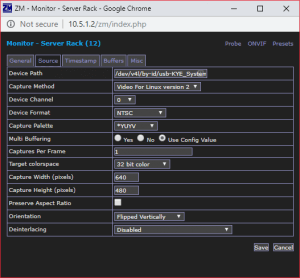 ZM - Monitor - Server Rack - Google Chrome
Not secure | 10.5.1.2/zm/index.php
Monitor - Server Rack (12) Probe ONVIF Presets
General Source Timestamp Buffers Misc
Device Path /dev/v4l/by-id/usb-KYE_System
Capture Method Video For Linux version 2
Device Channel 0
Device Format NTSC
Capture Palette *YUYV
Multi Buffering Yes No Use Config Value
Captures Per Frame 1
Target colorspace 32 bit color
Capture Width (pixels) 640
Capture Height (pixels) 480
Preserve Aspect Ratio
Orientation Flipped Vertically
Deinterlacing Disabled
Save Cancel